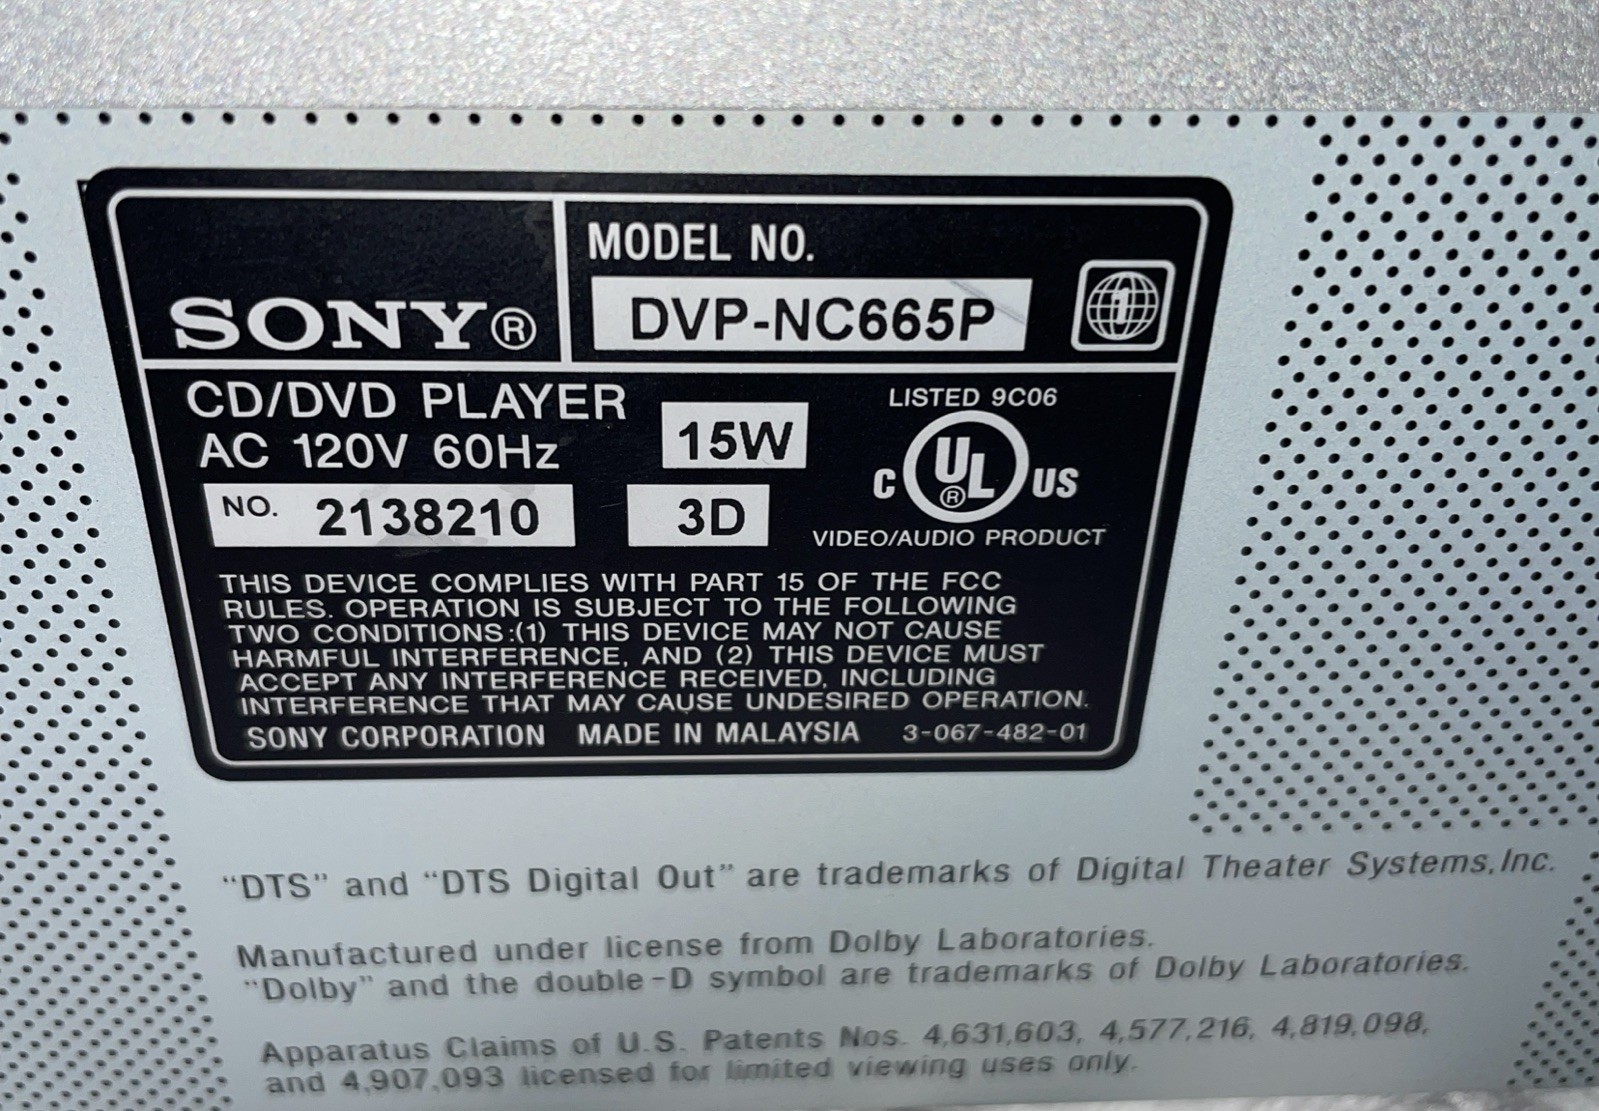 SONY®
MODEL NO.
DVP-NC665P
1
CD/DVD PLAYER
AC 120V 60Hz
15W
NO. 2138210
3D
LISTED 9C06
C UL® US
VIDEO/AUDIO PRODUCT
THIS DEVICE COMPLIES WITH PART 15 OF THE FCC
RULES. OPERATION IS SUBJECT TO THE FOLLOWING
TWO CONDITIONS:(1) THIS DEVICE MAY NOT CAUSE
HARMFUL INTERFERENCE, AND (2) THIS DEVICE MUST
ACCEPT ANY INTERFERENCE RECEIVED, INCLUDING
INTERFERENCE THAT MAY CAUSE UNDESIRED OPERATION.
SONY CORPORATION MADE IN MALAYSIA 3-067-482-01
"DTS" and "DTS Digital Out" are trademarks of Digital Theater Systems,Inc.
Manufactured under license from Dolby Laboratories.
"Dolby" and the double-D symbol are trademarks of Dolby Laboratories.
Apparatus Claims of U.S. Patents Nos. 4,631,603, 4,577,216, 4,819,098,
and 4,907,093 licensed for limited viewing uses only.